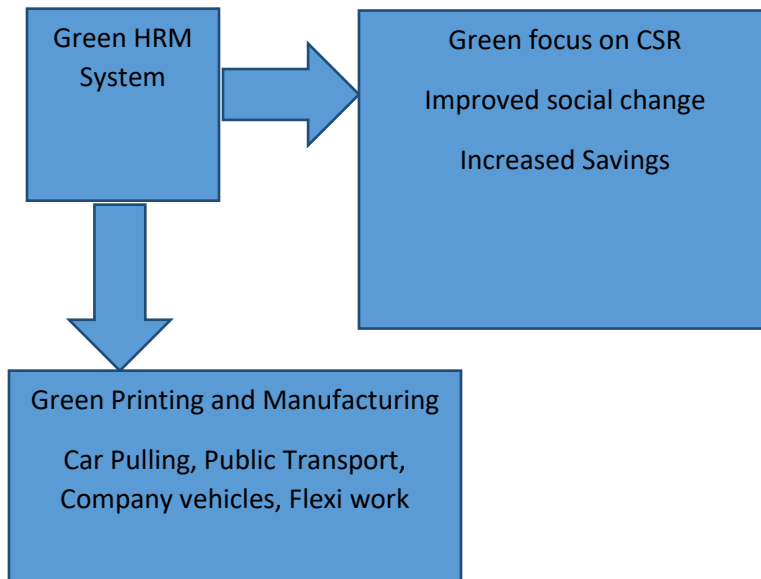 Green HRM
System
Green focus on CSR
Improved social change
Increased Savings
Green Printing and Manufacturing
Car Pulling, Public Transport,
Company vehicles, Flexi work